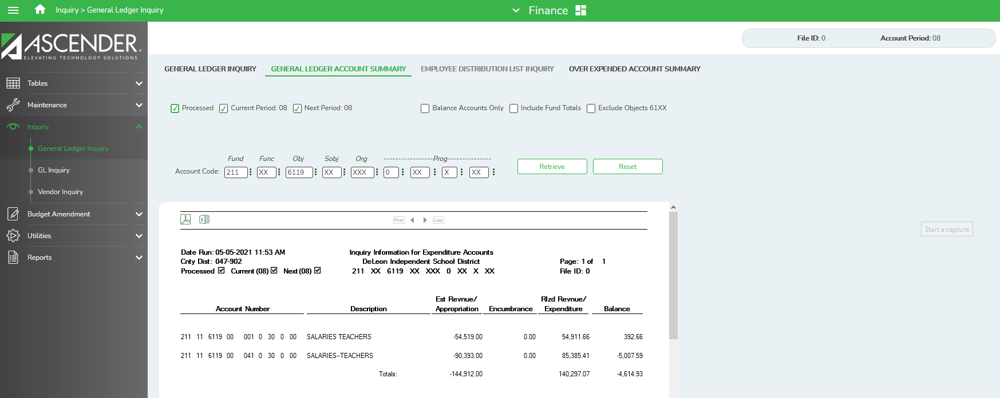 Inquiry > General Ledger Inquiry
Finance
ASCENDER
ELEVATING TECHNOLOGY SOLUTIONS
File ID: 0 Account Period: 08
GENERAL LEDGER INQUIRY GENERAL LEDGER ACCOUNT SUMMARY EMPLOYEE DISTRIBUTION LIST INQUIRY OVER EXPENDED ACCOUNT SUMMARY
Tables
Maintenance
Inquiry
General Ledger Inquiry
GL Inquiry
Vendor Inquiry
Budget Amendment
Utilities
Reports
Processed Current Period: 08 Next Period: 08 Balance Accounts Only Include Fund Totals Exclude Objects 61XX
Fund Func Obj Sobj Org -----------------Prog---------------
Account Code: 211 XX 6119 XX XXX 0 XX X XX Retrieve Reset
First Last
Start a capture
Date Run: 05-05-2021 11:53 AM Inquiry Information for Expenditure Accounts
Cnty Dist: 047-902 DeLeon Independent School District Page: 1 of 1
Processed Current (08) Next (08) 211 XX 6119 XX XXX 0 XX X XX File ID: 0
Est Revnue/ Rlzd Revnue/
Account Number Description Appropriation Encumbrance Expenditure Balance
211 11 6119 00 001 0 30 0 00 SALARIES TEACHERS -54,519.00 0.00 54,911.66 392.66
211 11 6119 00 041 0 30 0 00 SALARIES--TEACHERS -90,393.00 0.00 85,385.41 -5,007.59
Totals: -144,912.00 140,297.07 -4,614.93